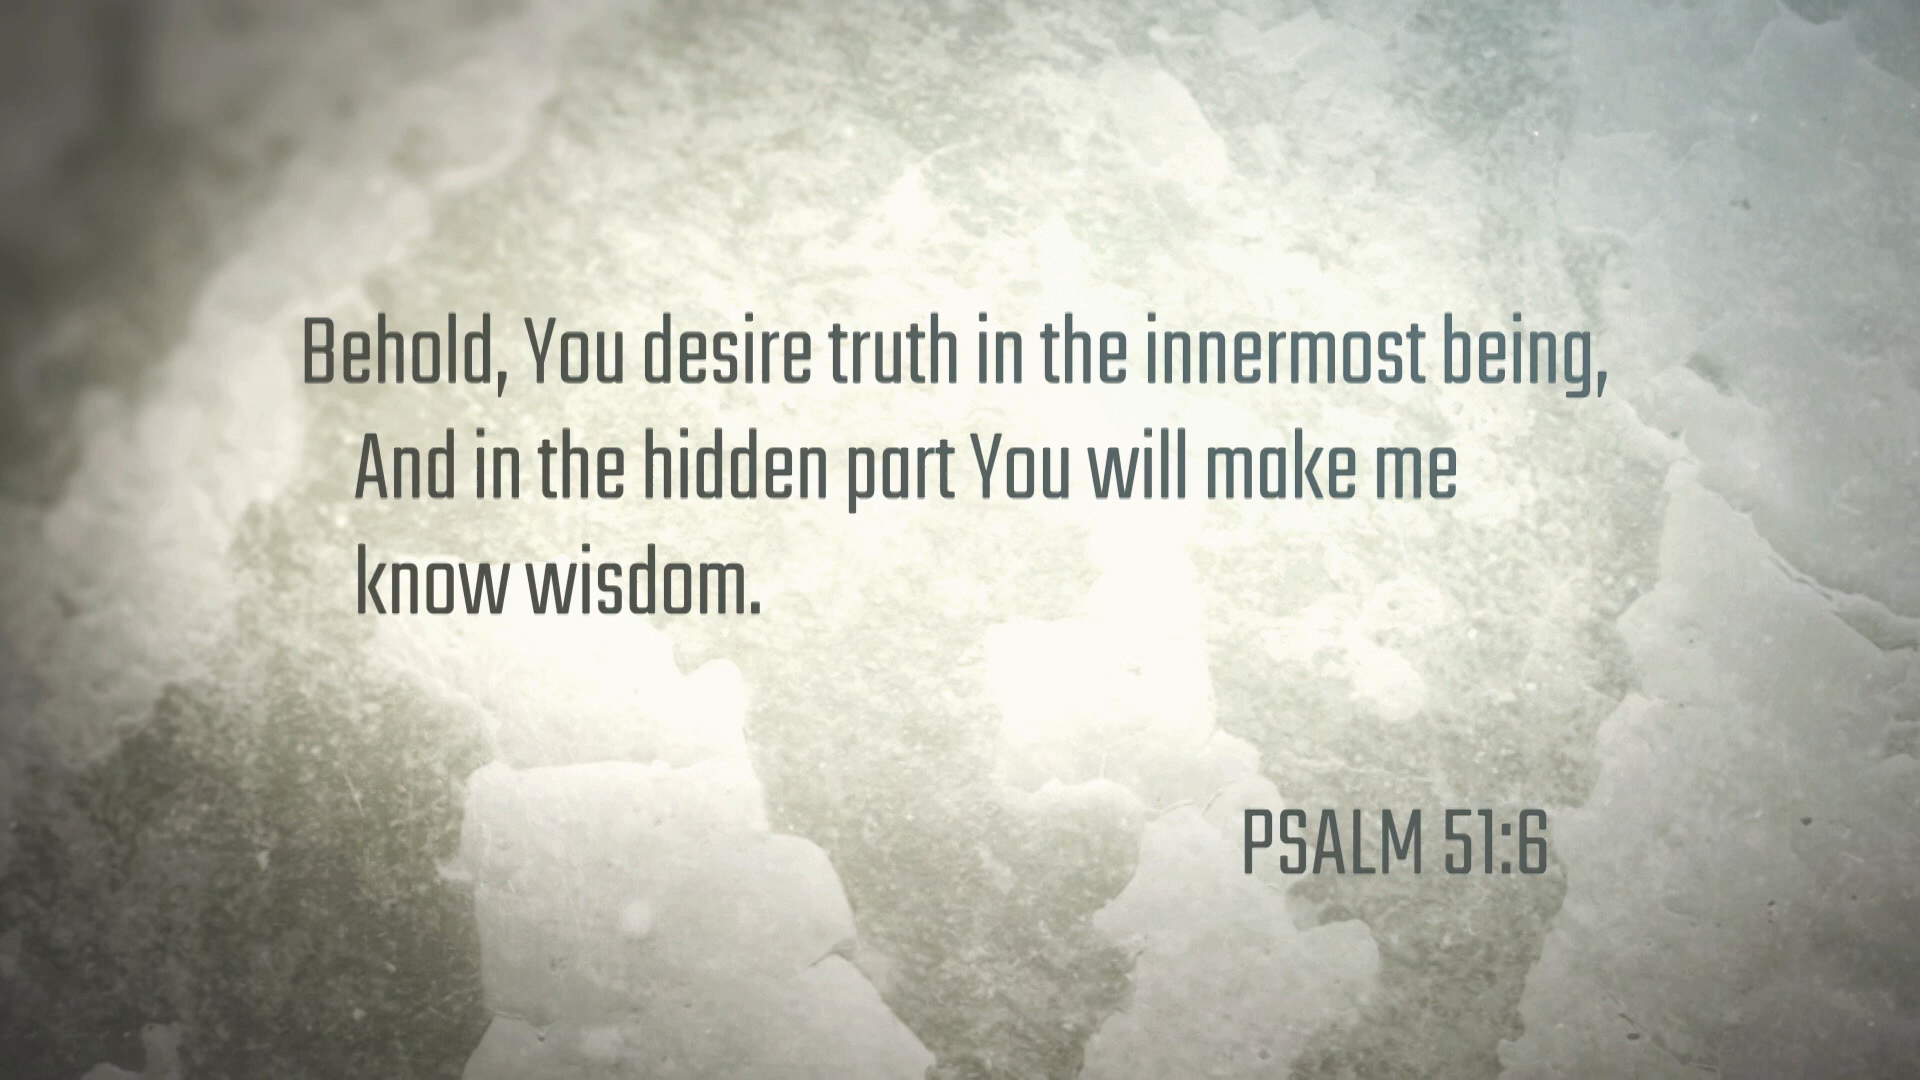 Behold, You desire truth in the innermost being,
And in the hidden part You will make me
know wisdom.
PSALM 51:6